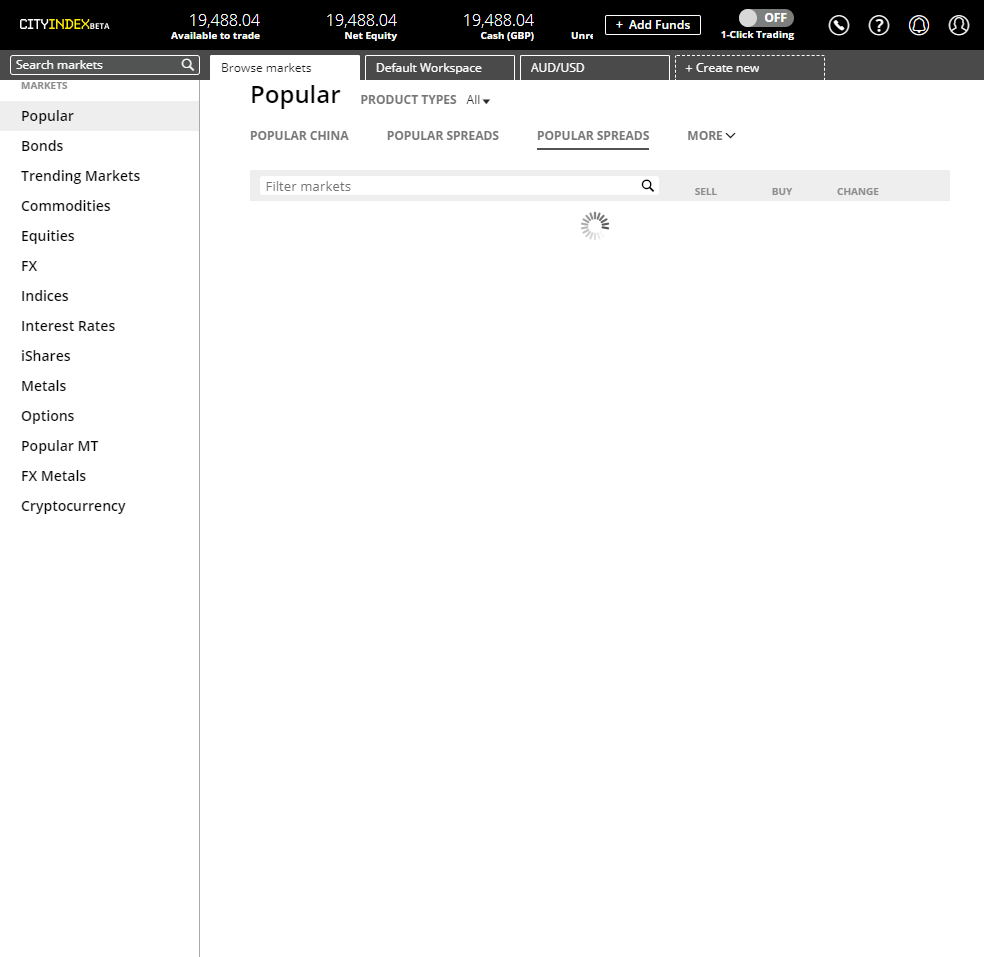 CITYINDEXBETA
19,488.04 19,488.04 19,488.04
Available to trade Net Equity Cash (GBP) Unre
+ Add Funds
OFF
1-Click Trading
Search markets
Browse markets Default Workspace AUD/USD + Create new
MARKETS
Popular
Bonds
Trending Markets
Commodities
Equities
FX
Indices
Interest Rates
iShares
Metals
Options
Popular MT
FX Metals
Cryptocurrency
Popular PRODUCT TYPES All
POPULAR CHINA POPULAR SPREADS POPULAR SPREADS MORE
Filter markets SELL BUY CHANGE